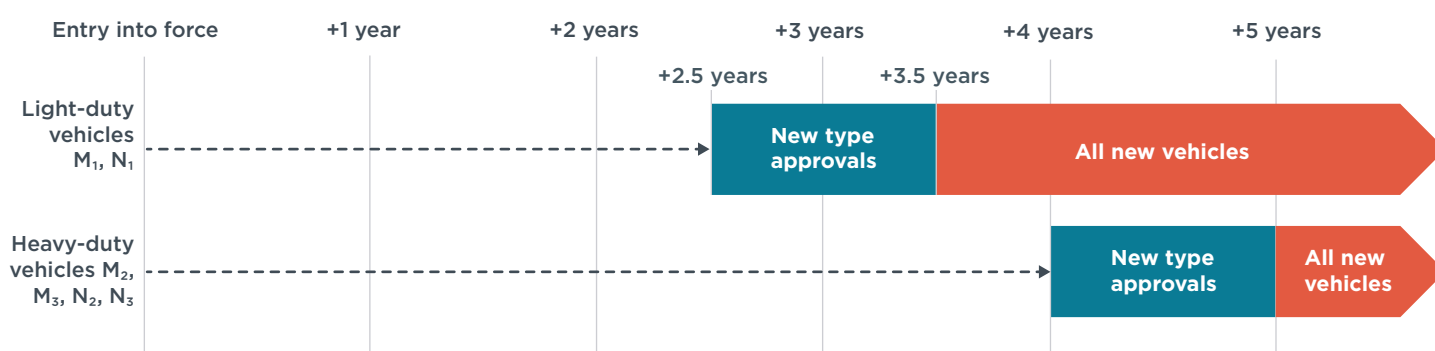 Entry into force
+1 year
+2 years
+3 years
+4 years
+5 years
+2.5 years
+3.5 years
Light-duty
vehicles
M₁, N₁
New type
approvals
All new vehicles
Heavy-duty
vehicles M₂,
M₃, N₂, N₃
New type
approvals
All new
vehicles